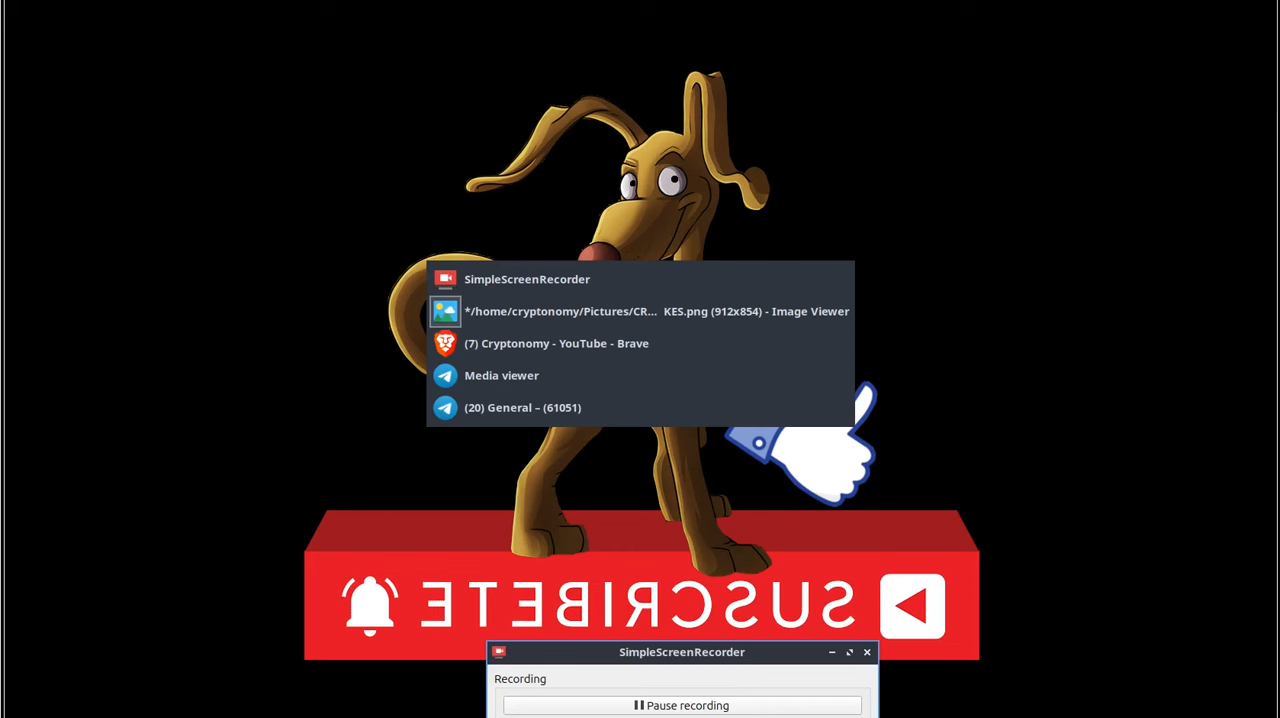 SimpleScreenRecorder
*/home/cryptonomy/Pictures/CR... KES.png (912x854) - Image Viewer
(7) Cryptonomy - YouTube - Brave
Media viewer
(20) General – (61051)
SUSCRIBETE
SimpleScreenRecorder
Recording
Pause recording